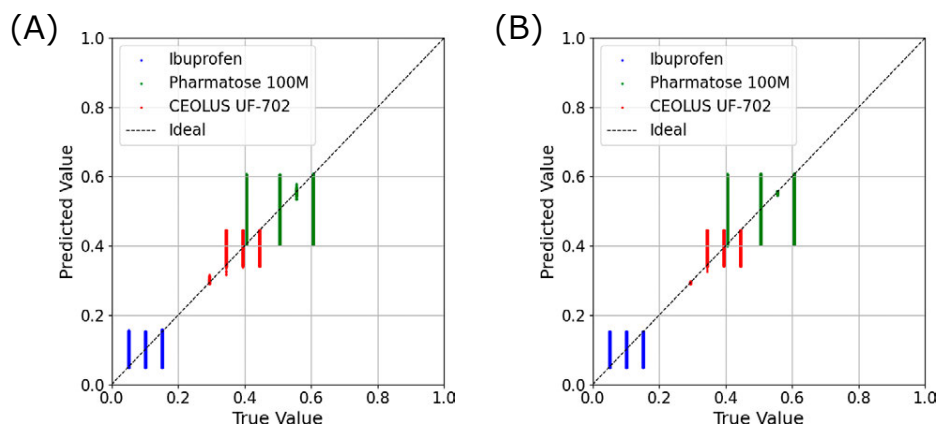 (A)
1.0
0.8
0.6
0.4
0.2
0.0
Predicted Value
Ibuprofen
Pharmatose 100M
CEOLUS UF-702
Ideal
0.0 0.2 0.4 0.6 0.8 1.0
True Value
(B)
1.0
0.8
0.6
0.4
0.2
0.0
Predicted Value
Ibuprofen
Pharmatose 100M
CEOLUS UF-702
Ideal
0.0 0.2 0.4 0.6 0.8 1.0
True Value